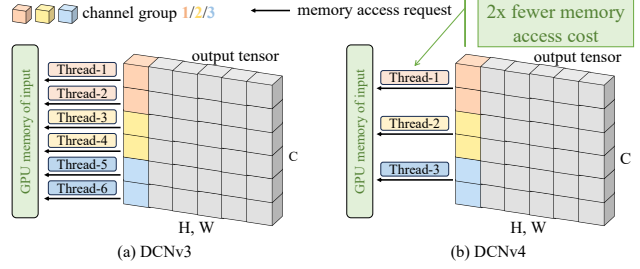 channel group 1/2/3
memory access request
2x fewer memory
access cost
GPU memory of input
Thread-1
Thread-2
Thread-3
Thread-4
Thread-5
Thread-6
output tensor
C
H, W
(a) DCNv3
GPU memory of input
Thread-1
Thread-2
Thread-3
output tensor
C
H, W
(b) DCNv4